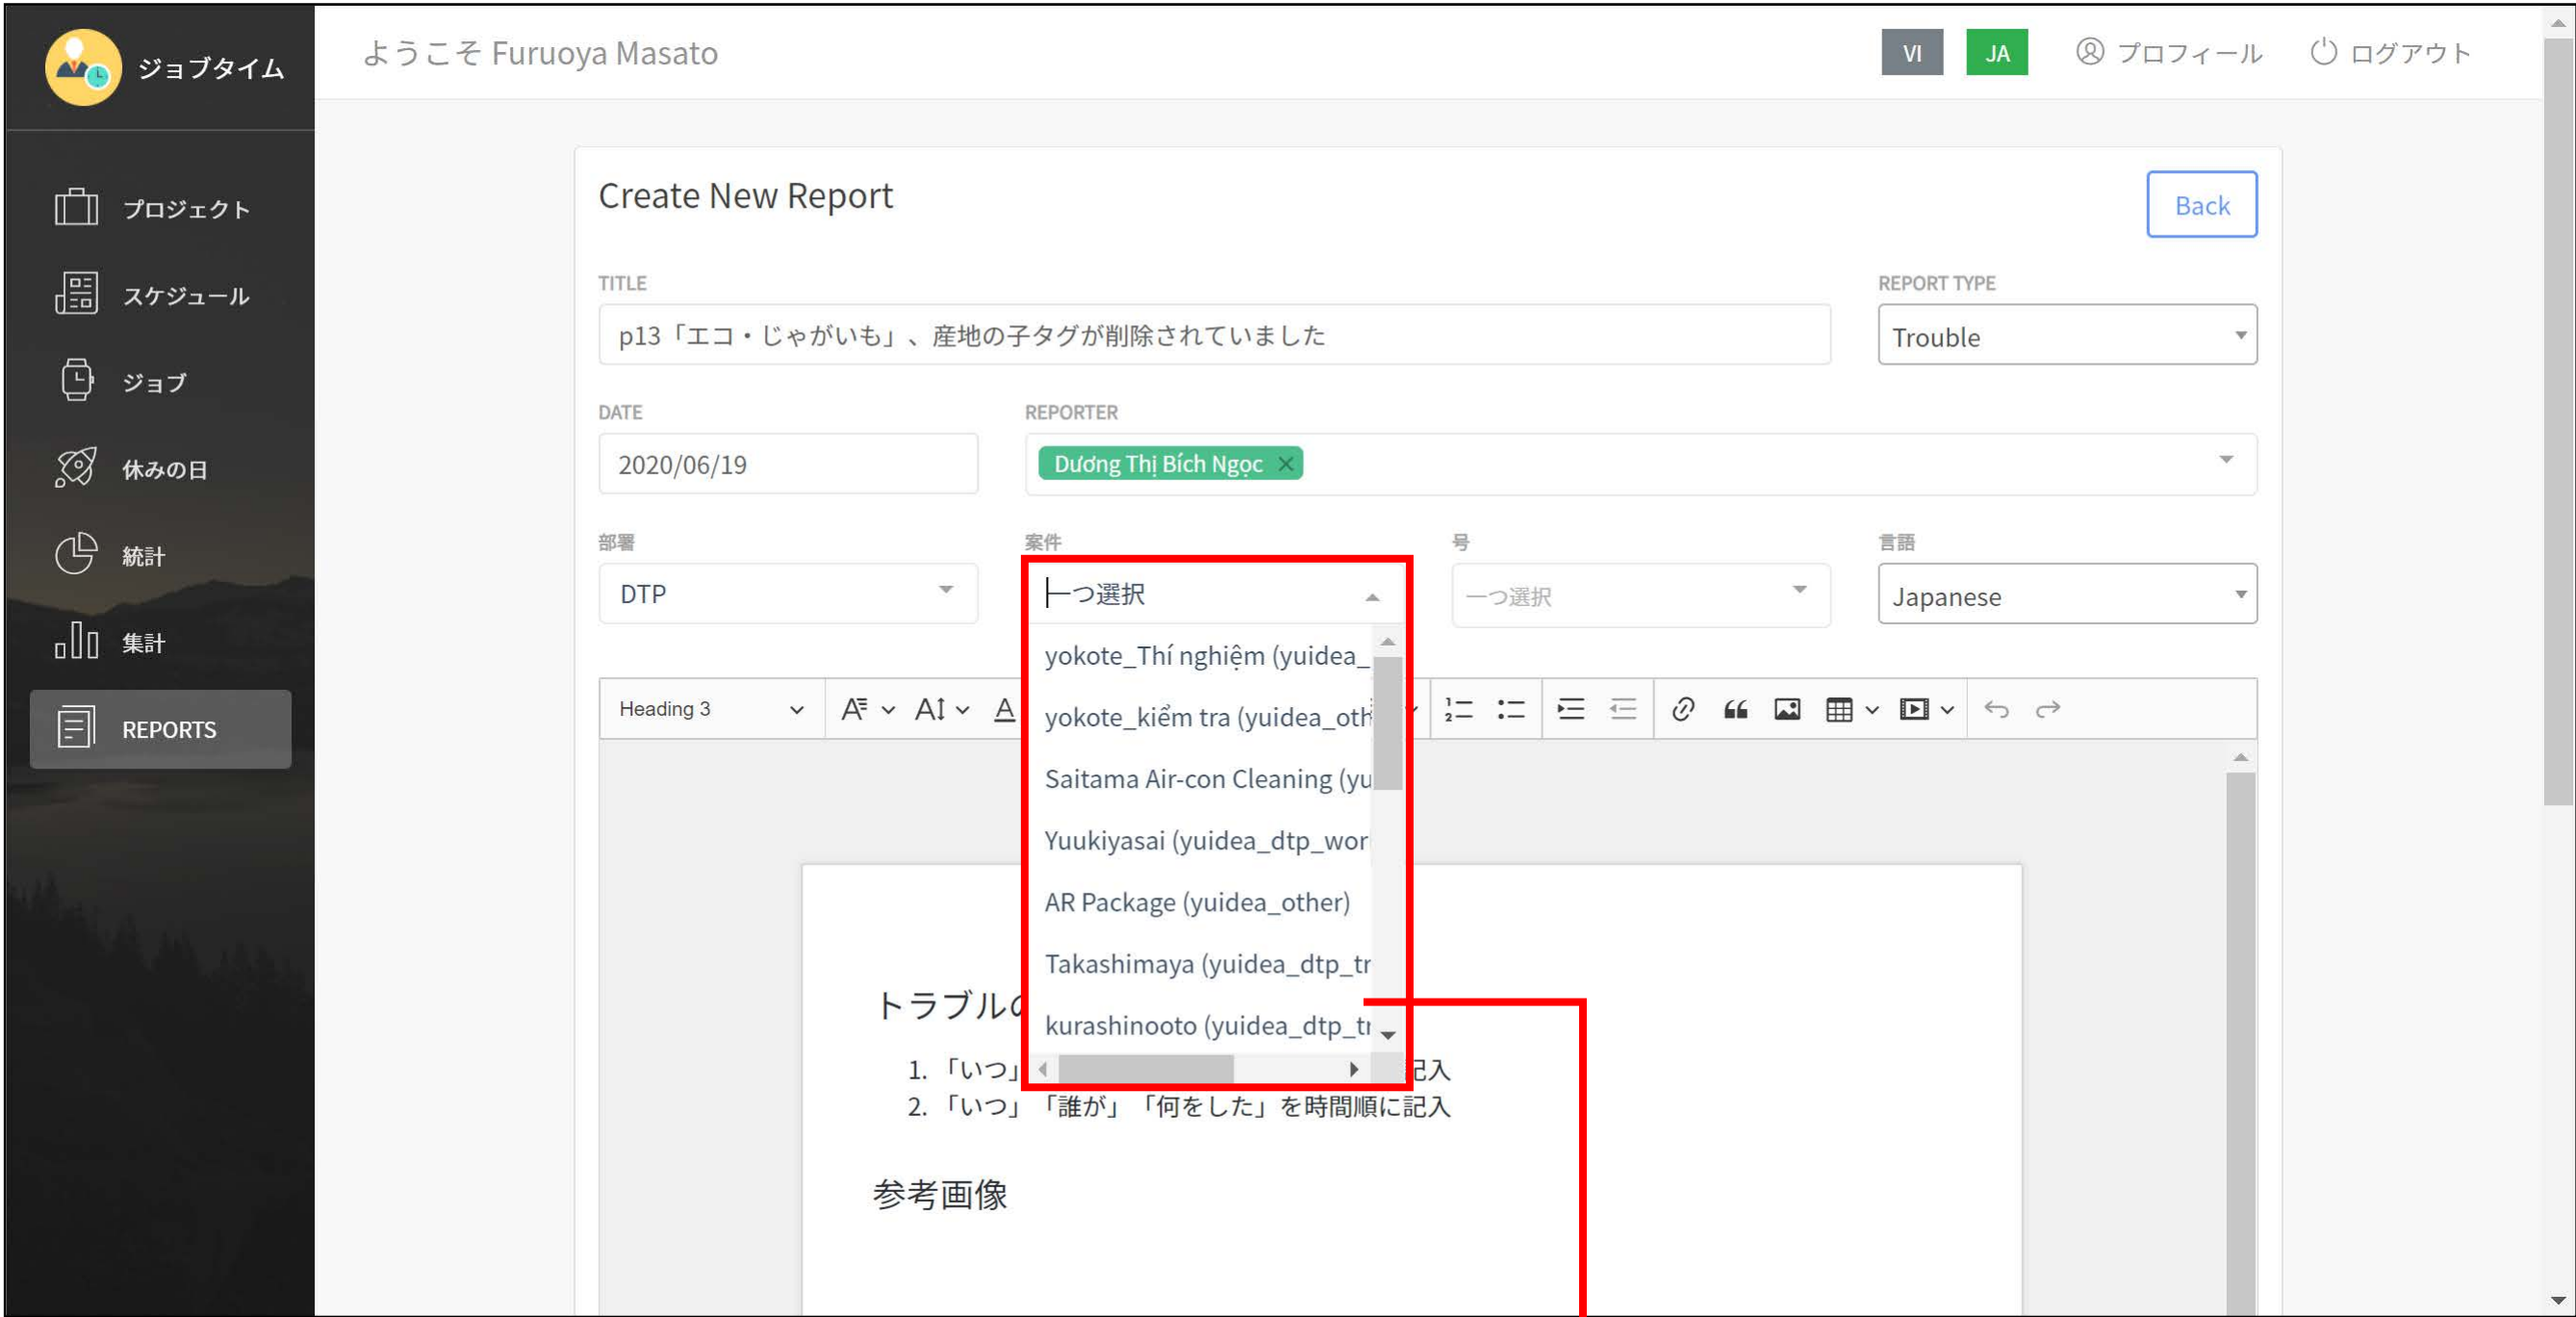 ジョブタイム
ようこそ Furuoya Masato
VI
JA
プロフィール
ログアウト
プロジェクト
スケジュール
ジョブ
休みの日
統計
集計
REPORTS
Create New Report
Back
TITLE
REPORT TYPE
p13「エコ・じゃがいも」、産地の子タグが削除されていました
Trouble
DATE
REPORTER
2020/06/19
Dương Thị Bích Ngọc
部署
案件
号
言語
DTP
一つ選択
一つ選択
Japanese
yokote_Thí nghiệm (yuidea_
yokote_kiểm tra (yuidea_oth
Saitama Air-con Cleaning (yu
Yuukiyasai (yuidea_dtp_wor
AR Package (yuidea_other)
Takashimaya (yuidea_dtp_tr
kurashinooto (yuidea_dtp_tr
Heading 3
トラブルの
1. 「いつ」 記入
2. 「いつ」「誰が」「何をした」を時間順に記入
参考画像